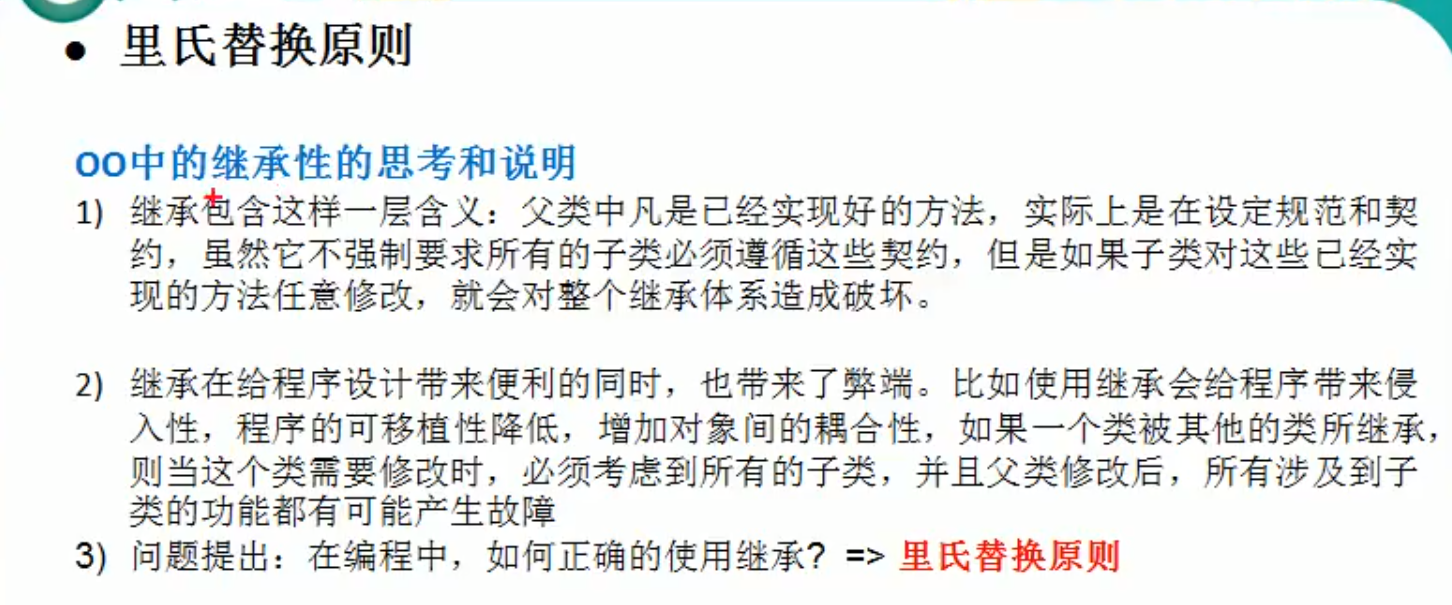 ● 里氏替换原则
OO中的继承性的思考和说明
1) 继承包含这样一层含义：父类中凡是已经实现好的方法，实际上是在设定规范和契
约，虽然它不强制要求所有的子类必须遵循这些契约，但是如果子类对这些已经实
现的方法任意修改，就会对整个继承体系造成破坏。
2) 继承在给程序设计带来便利的同时，也带来了弊端。比如使用继承会给程序带来侵
入性，程序的可移植性降低，增加对象间的耦合性，如果一个类被其他的类所继承，
则当这个类需要修改时，必须考虑到所有的子类，并且父类修改后，所有涉及到子
类的功能都有可能产生故障
3) 问题提出：在编程中，如何正确的使用继承？=> 里氏替换原则